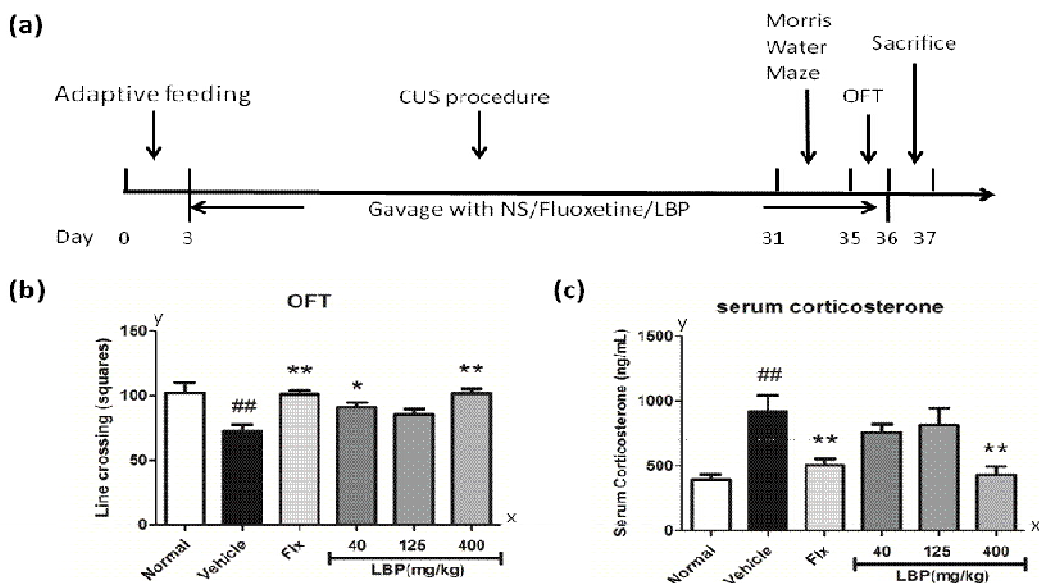 (a)
Morris
Water
Maze
Sacrifice
OFT
Adaptive feeding
CUS procedure
Gavage with NS/Fluoxetine/LBP
Day 0 3 31 35 36 37
(b)
OFT
y
150
100
50
0
Line crossing (squares)
##
**
*
**
x
Normal
Vehicle
Flx
40
125
400
LBP(mg/kg)
(c)
serum corticosterone
y
1500
1000
500
0
Serum Corticosterone (ng/mL)
##
**
**
x
Normal
Vehicle
Flx
40
125
400
LBP(mg/kg)